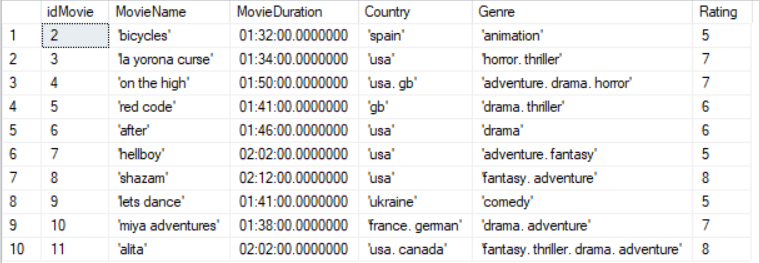 idMovie MovieName MovieDuration Country Genre Rating
1 2 'bicycles' 01:32:00.0000000 'spain' 'animation' 5
2 3 'la yorona curse' 01:34:00.0000000 'usa' 'horror. thriller' 7
3 4 'on the high' 01:50:00.0000000 'usa. gb' 'adventure. drama. horror' 7
4 5 'red code' 01:41:00.0000000 'gb' 'drama. thriller' 6
5 6 'after' 01:46:00.0000000 'usa' 'drama' 6
6 7 'hellboy' 02:02:00.0000000 'usa' 'adventure. fantasy' 5
7 8 'shazam' 02:12:00.0000000 'usa' 'fantasy. adventure' 8
8 9 'lets dance' 01:41:00.0000000 'ukraine' 'comedy' 5
9 10 'miya adventures' 01:38:00.0000000 'france. german' 'drama. adventure' 7
10 11 'alita' 02:02:00.0000000 'usa. canada' 'fantasy. thriller. drama. adventure' 8